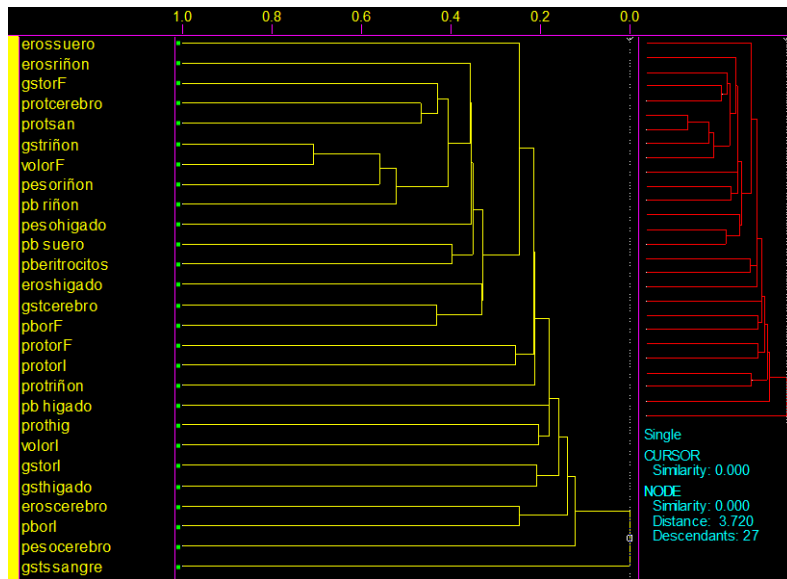 1.0 0.8 0.6 0.4 0.2 0.0
erossuero
erosriñon
gstorF
protcerebro
protsan
gstriñon
volorF
pesoriñon
pb riñon
pesohigado
pb suero
pberitrocitos
eroshigado
gstcerebro
pborF
protorF
protorI
protriñon
pb higado
prothig
volorI
gstorI
gsthigado
eroscerebro
pborI
pesocerebro
gstssangre
Single
CURSOR
Similarity: 0.000
NODE
Similarity: 0.000
Distance: 3.720
Descendants: 27